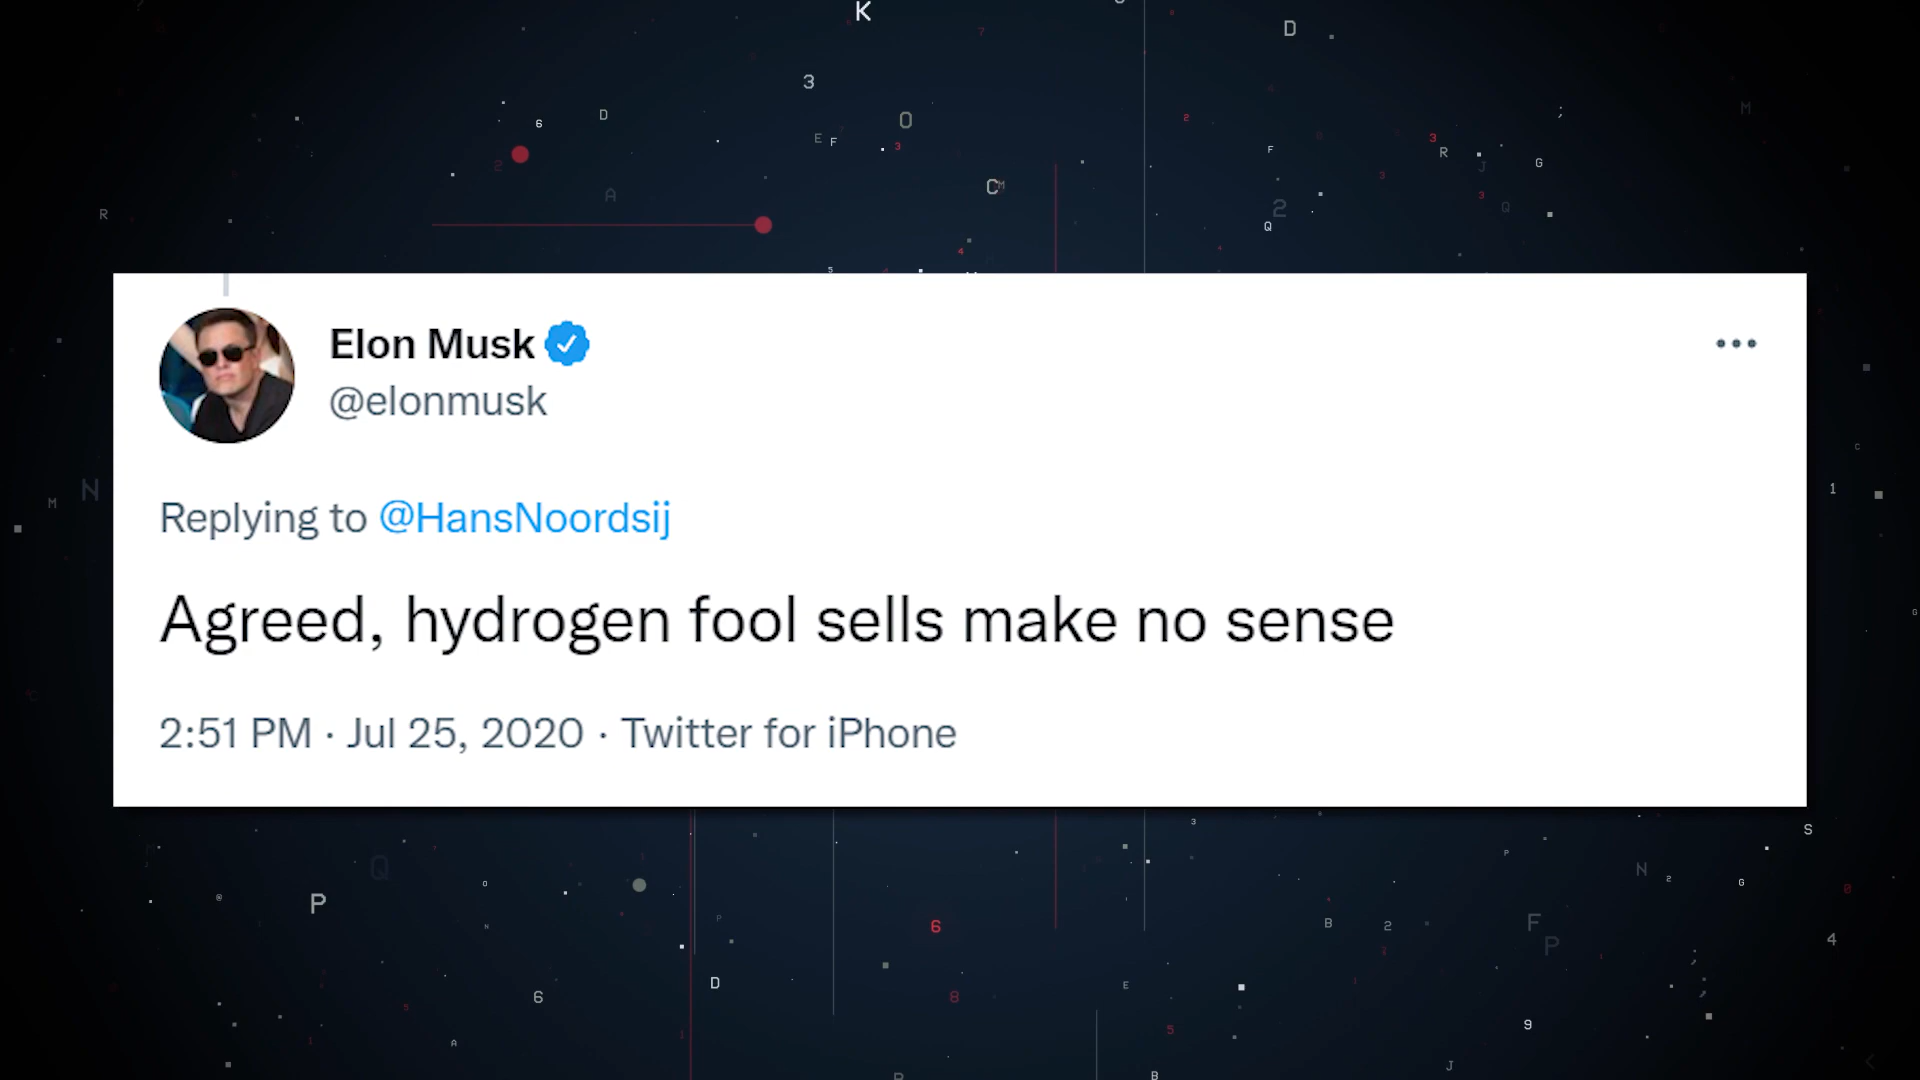 Elon Musk
@elonmusk
Replying to @HansNoordsij
Agreed, hydrogen fool sells make no sense
2:51 PM · Jul 25, 2020 · Twitter for iPhone